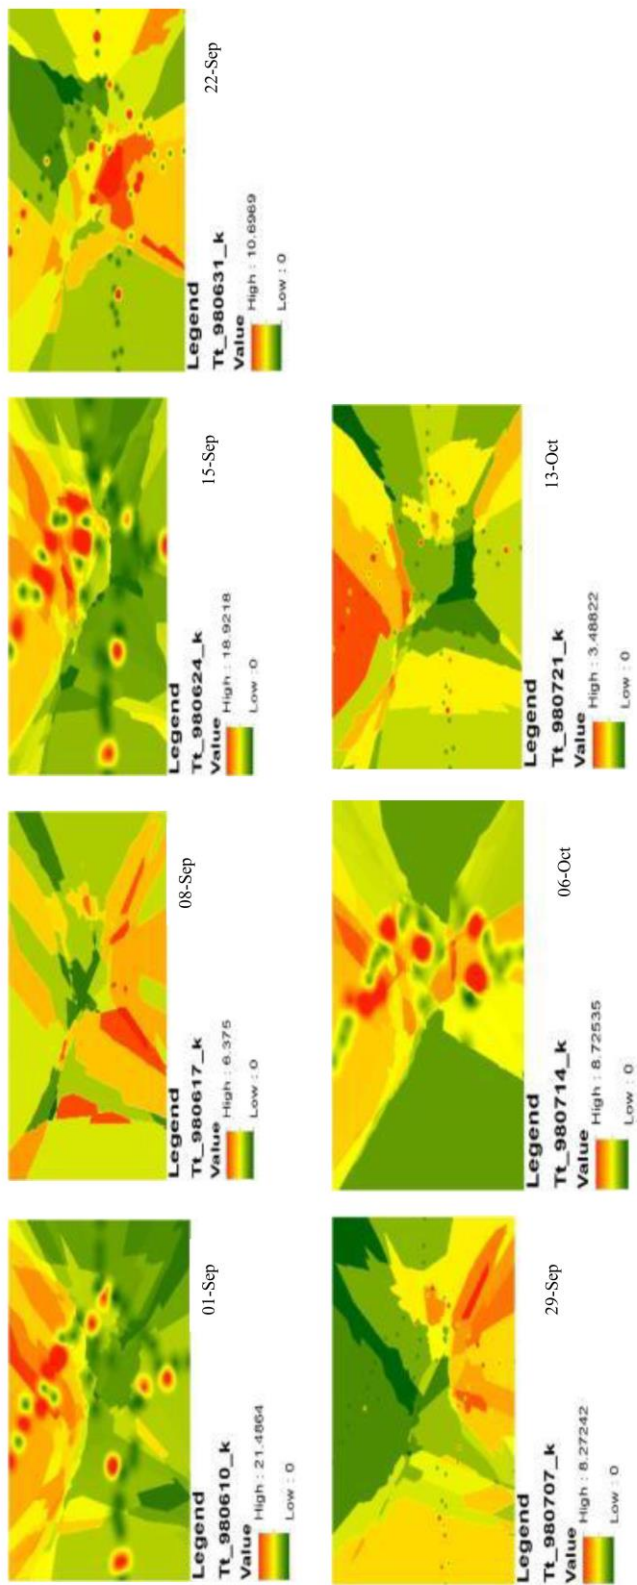 Legend
Tt_980610_k
Value
High : 21.4864
Low : 0
01-Sep
Legend
Tt_980617_k
Value
High : 6.375
Low : 0
08-Sep
Legend
Tt_980624_k
Value
High : 18.9218
Low : 0
15-Sep
Legend
Tt_980631_k
Value
High : 10.6969
Low : 0
22-Sep
Legend
Tt_980707_k
Value
High : 8.27242
Low : 0
29-Sep
Legend
Tt_980714_k
Value
High : 8.72535
Low : 0
06-Oct
Legend
Tt_980721_k
Value
High : 3.48822
Low : 0
13-Oct